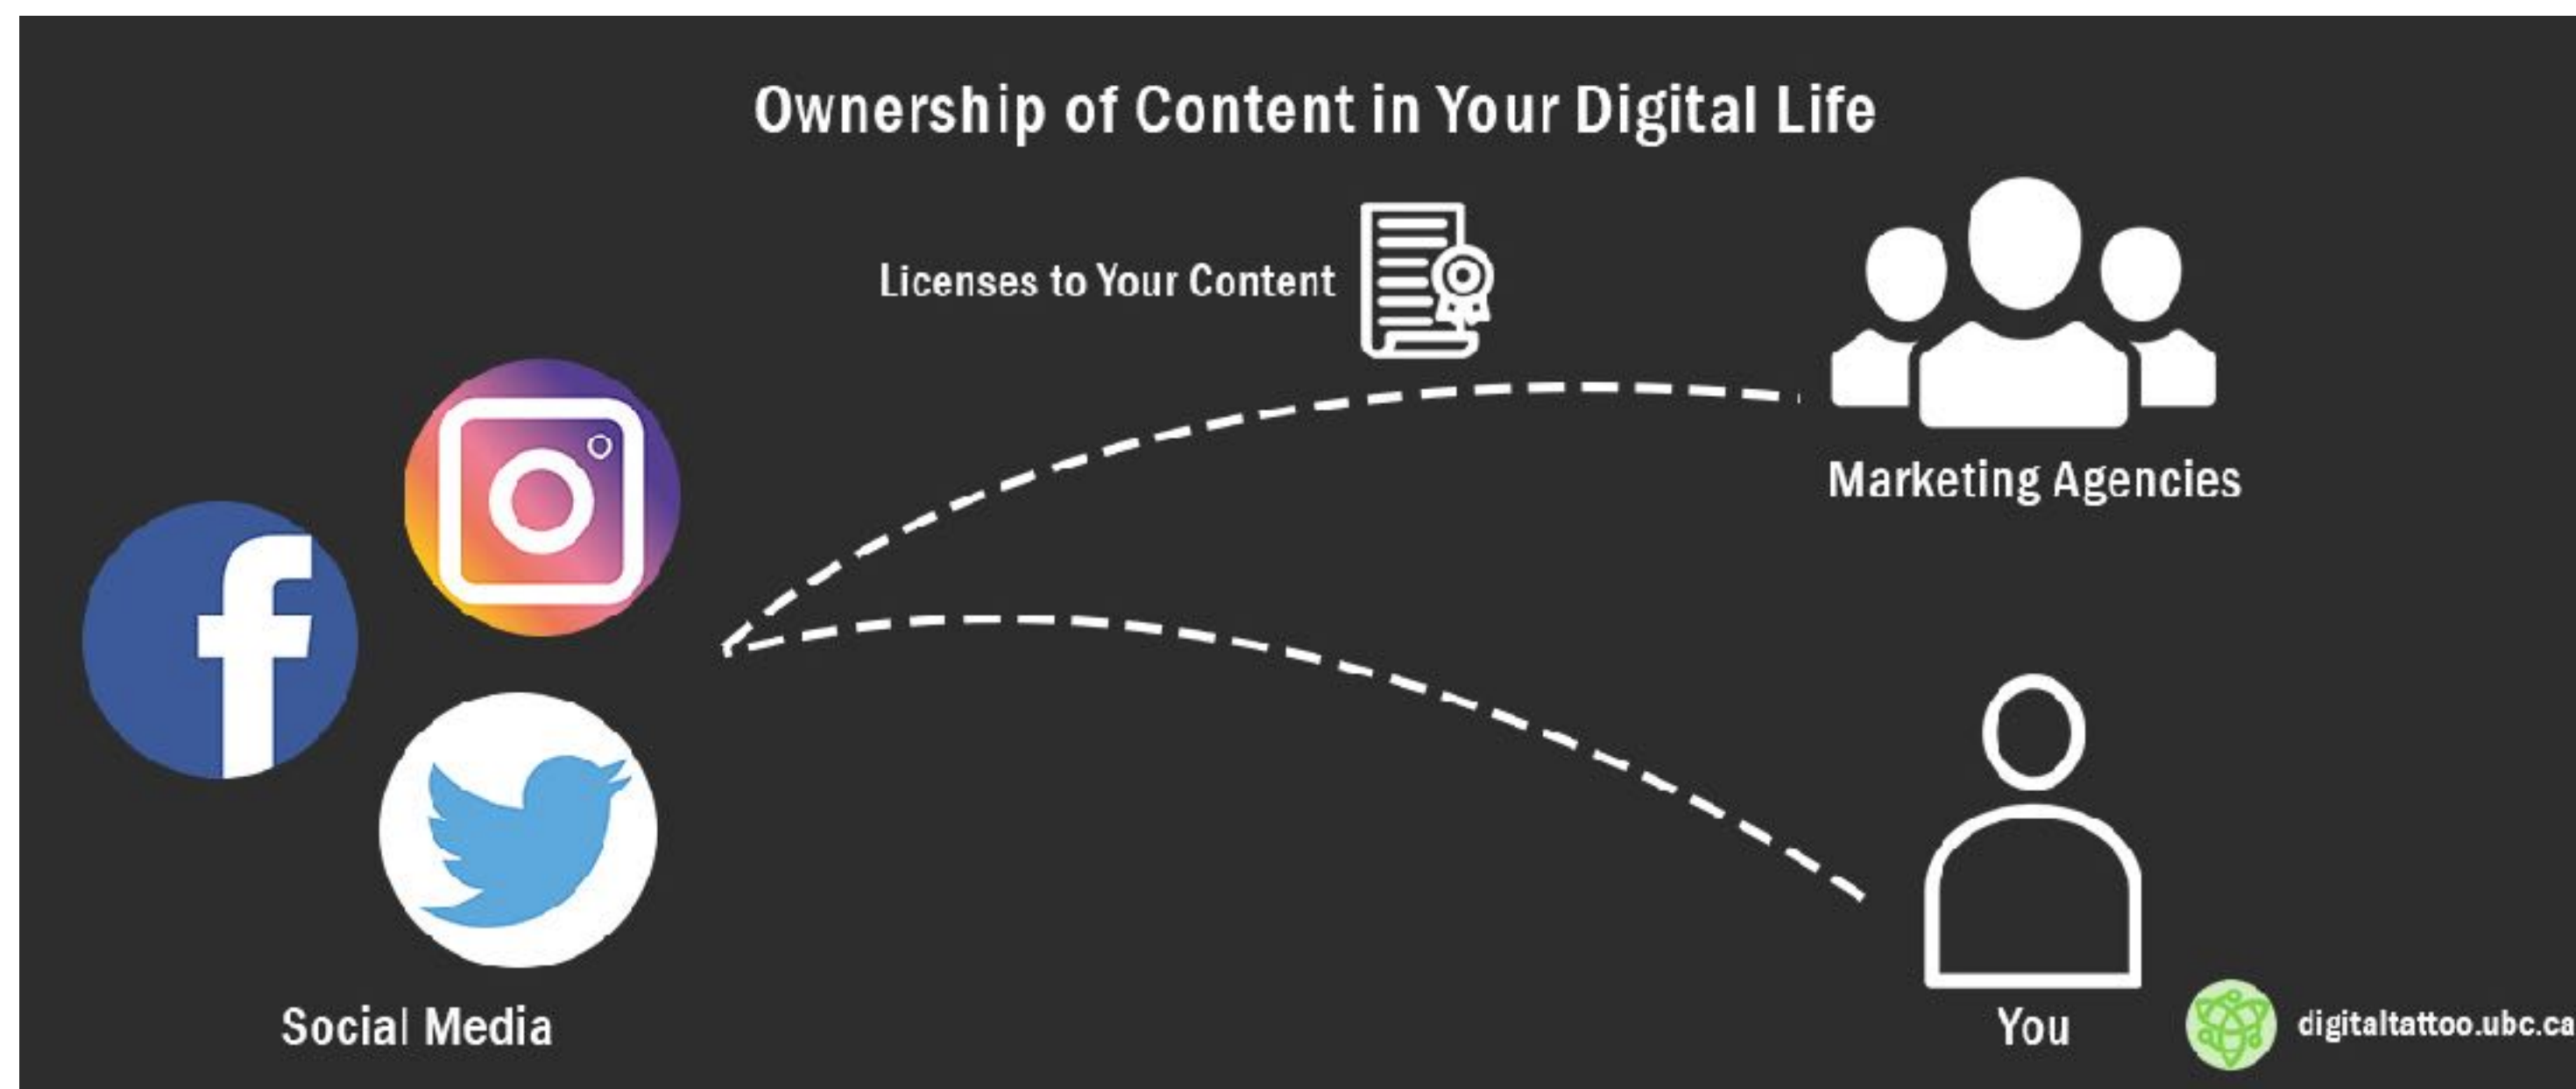 Ownership of Content in Your Digital Life
Licenses to Your Content
Marketing Agencies
Social Media
You
digitaltattoo.ubc.ca